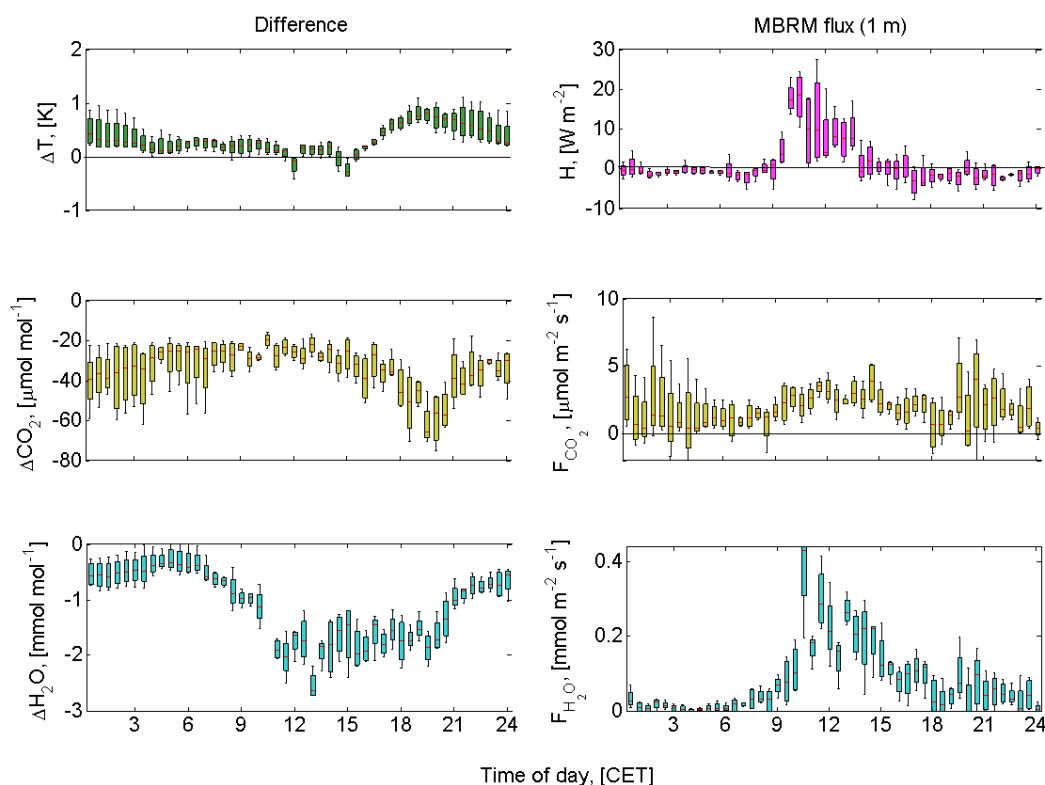 Difference
MBRM flux (1 m)
2
1
0
-1
ΔT, [K]
30
20
10
0
-10
H, [W m⁻²]
0
-20
-40
-60
-80
ΔCO₂, [μmol mol⁻¹]
10
5
0
F_CO₂, [μmol m⁻² s⁻¹]
0
-1
-2
-3
ΔH₂O, [mmol mol⁻¹]
3 6 9 12 15 18 21 24
0.4
0.2
0
F_H₂O, [mmol m⁻² s⁻¹]
3 6 9 12 15 18 21 24
Time of day, [CET]